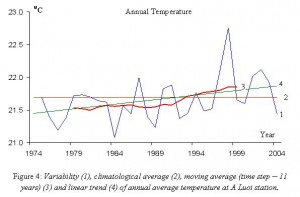 °C
Annual Temperature
23.0
22.5
22.0
21.5
21.0
3
4
2
1
Year
1974 1979 1984 1989 1994 1999 2004
Figure 4: Variability (1), climatological average (2), moving average (time step – 11
years) (3) and linear trend (4) of annual average temperature at A Luoi station.